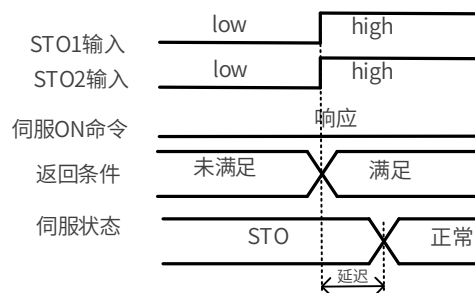 STO1输入 low high
STO2输入 low high
伺服ON命令 响应
返回条件 未满足 满足
伺服状态 STO 正常
延迟